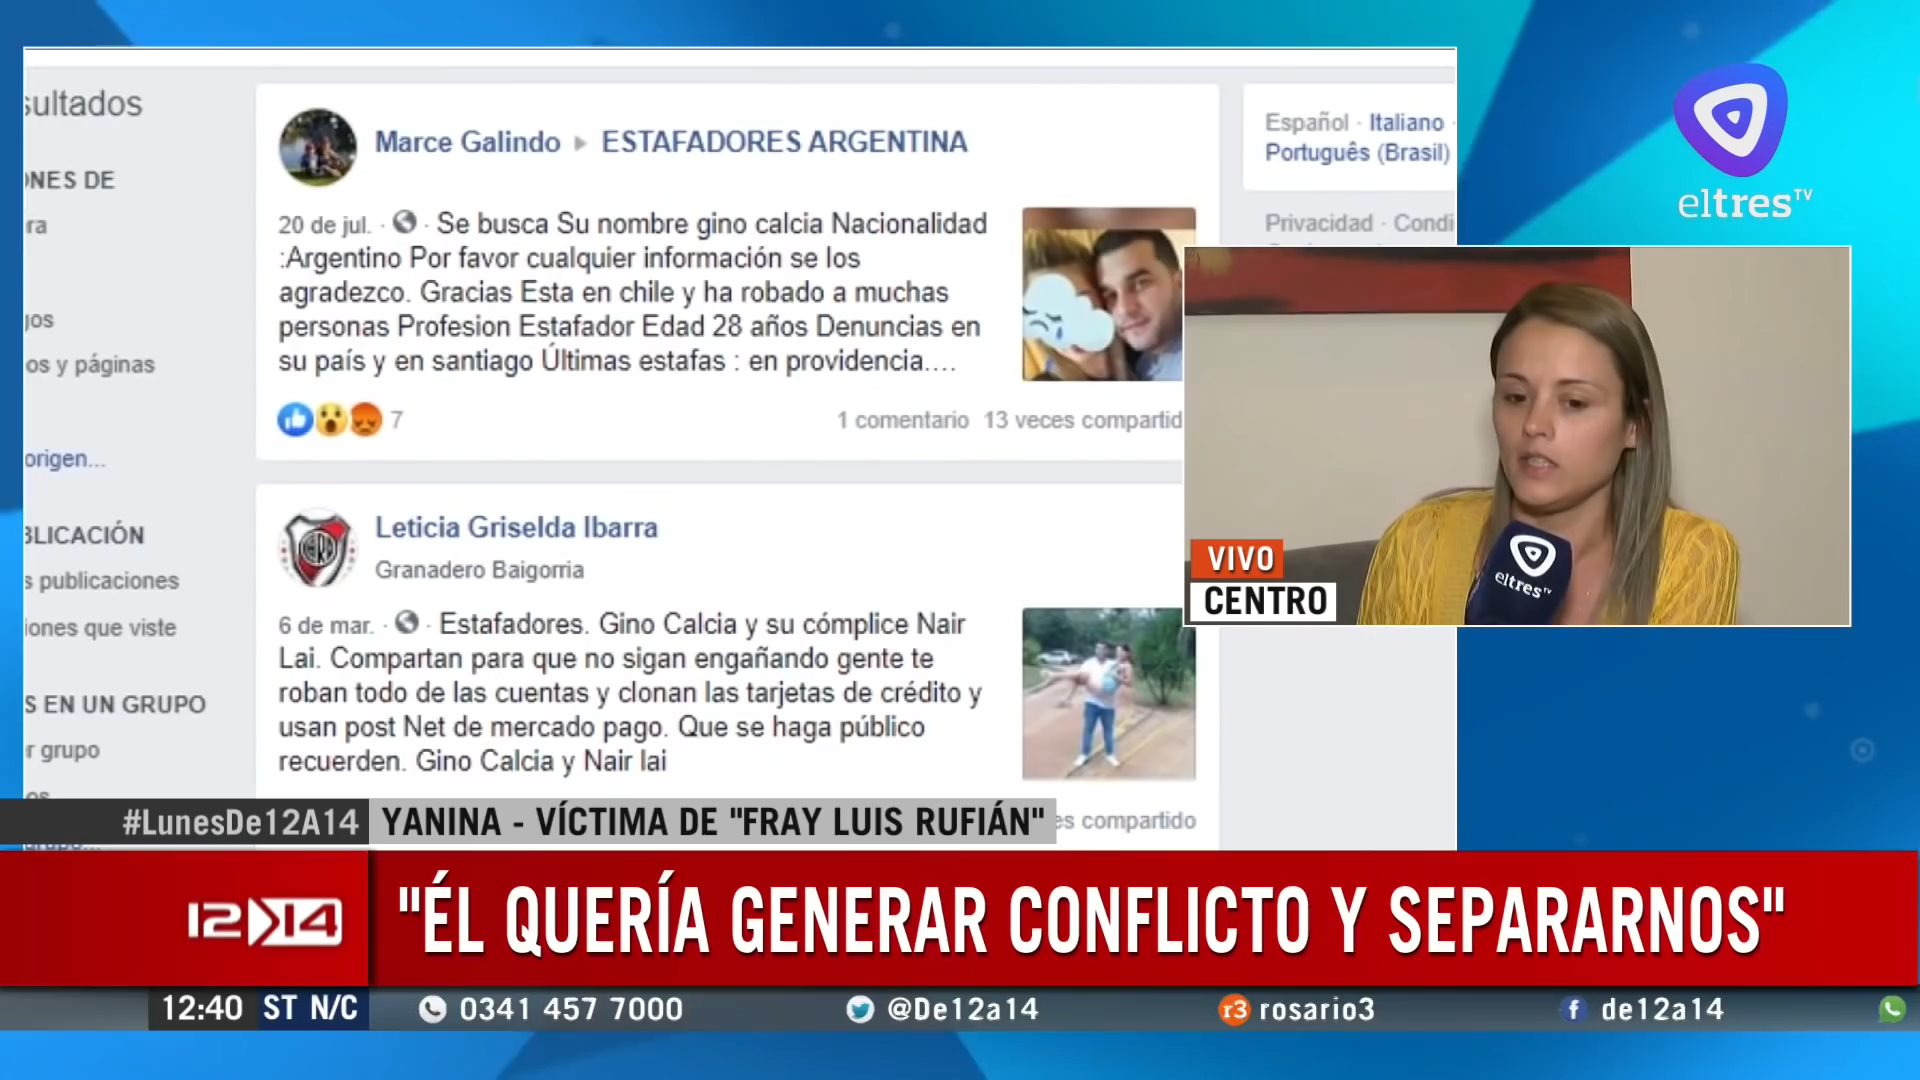 sultados
ONES DE
ra
gos
os y páginas
origen...
BLICACIÓN
s publicaciones
iones que viste
S EN UN GRUPO
r grupo
Marce Galindo ▸ ESTAFADORES ARGENTINA
20 de jul. · Se busca Su nombre gino calcia Nacionalidad
:Argentino Por favor cualquier información se los
agradezco. Gracias Esta en chile y ha robado a muchas
personas Profesion Estafador Edad 28 años Denuncias en
su país y en santiago Últimas estafas : en providencia....
7
1 comentario 13 veces compartid
Leticia Griselda Ibarra
Granadero Baigorria
6 de mar. · Estafadores. Gino Calcia y su cómplice Nair
Lai. Compartan para que no sigan engañando gente te
roban todo de las cuentas y clonan las tarjetas de crédito y
usan post Net de mercado pago. Que se haga público
recuerden. Gino Calcia y Nair lai
es compartido
Español · Italiano ·
Português (Brasil)
Privacidad · Condi
eltresTV
eltresTV
VIVO
CENTRO
#LunesDe12A14
YANINA - VÍCTIMA DE "FRAY LUIS RUFIÁN"
12>14
"ÉL QUERÍA GENERAR CONFLICTO Y SEPARARNOS"
12:40 ST N/C
0341 457 7000
@De12a14
r3 rosario3
de12a14